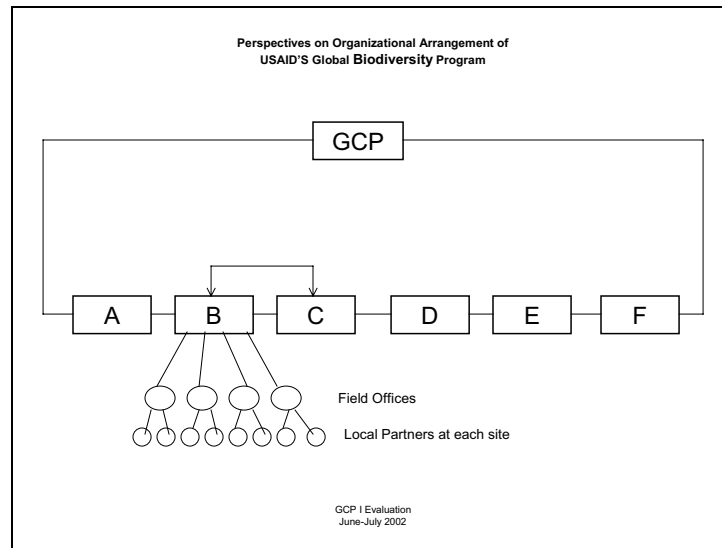 Perspectives on Organizational Arrangement of
USAID'S Global Biodiversity Program
GCP
A B C D E F
Field Offices
Local Partners at each site
GCP I Evaluation
June-July 2002